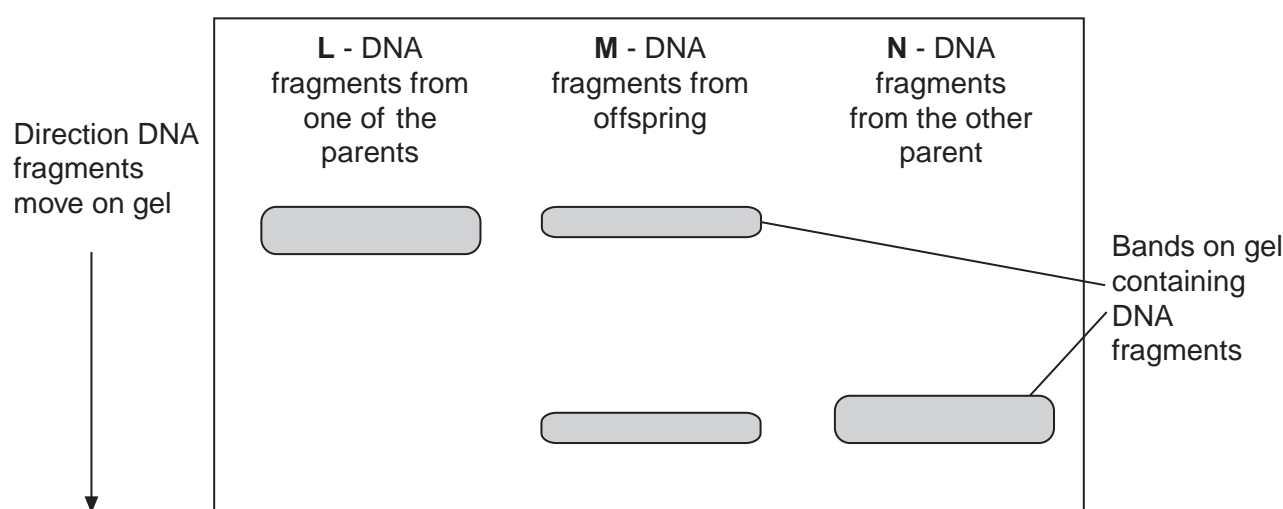 L - DNA
fragments from
one of the
parents
M - DNA
fragments from
offspring
N - DNA
fragments
from the other
parent
Direction DNA
fragments
move on gel
Bands on gel
containing
DNA
fragments